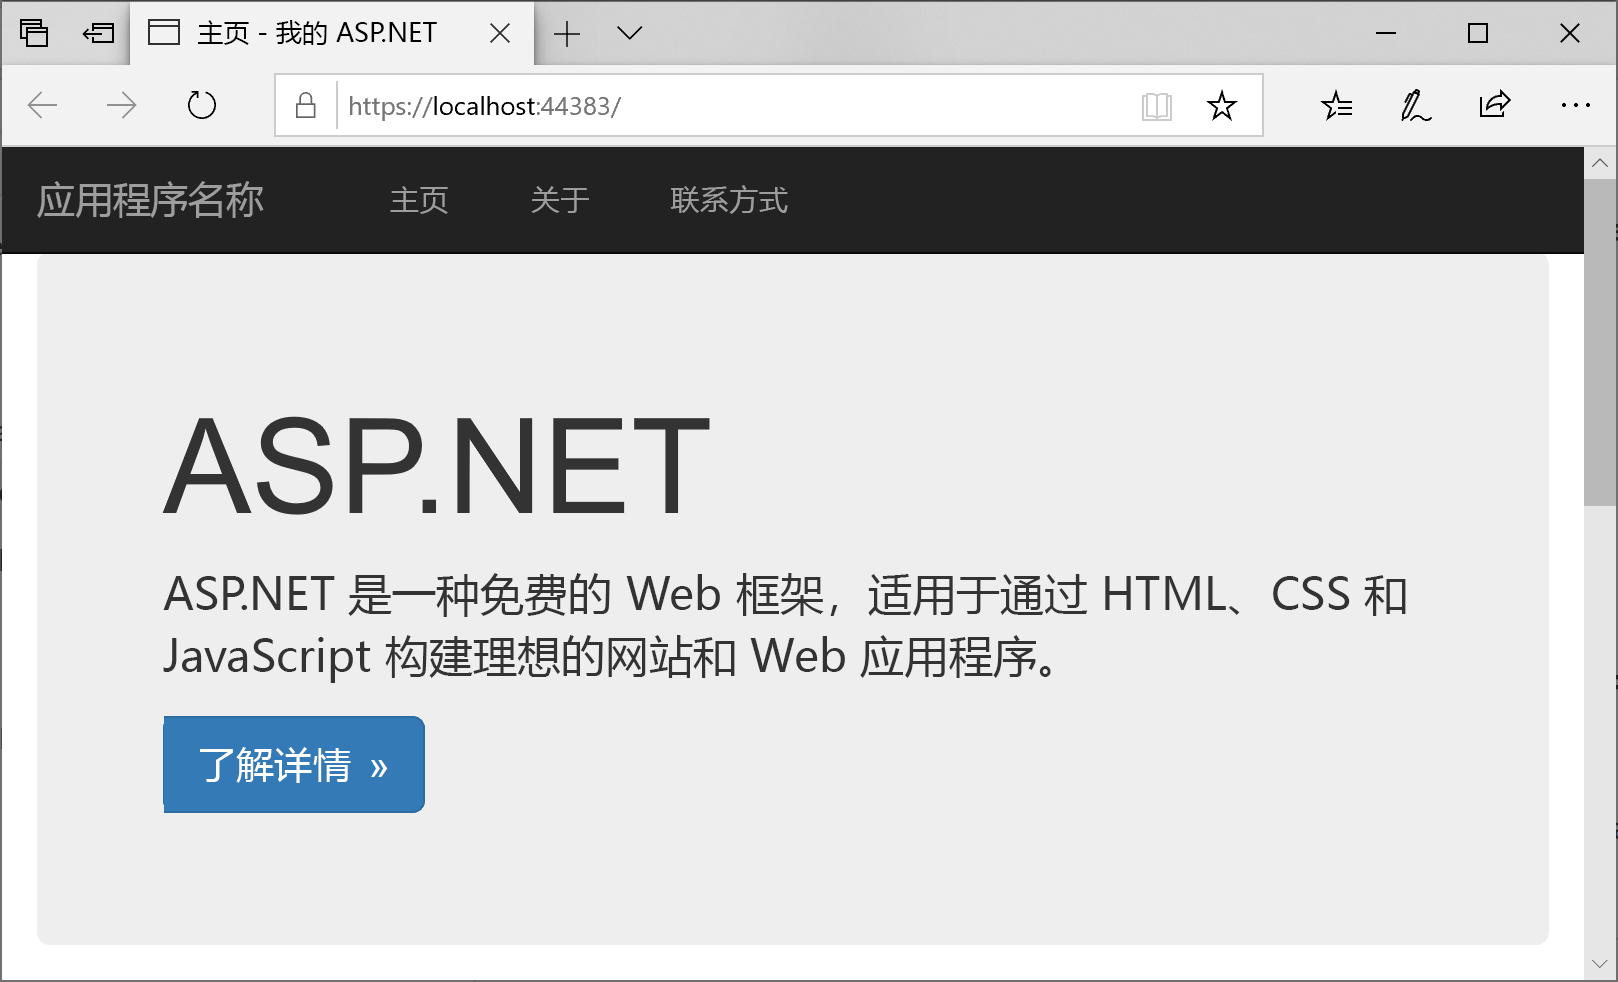 主页 - 我的 ASP.NET
https://localhost:44383/
应用程序名称 主页 关于 联系方式
ASP.NET
ASP.NET 是一种免费的 Web 框架，适用于通过 HTML、CSS 和
JavaScript 构建理想的网站和 Web 应用程序。
了解详情 »